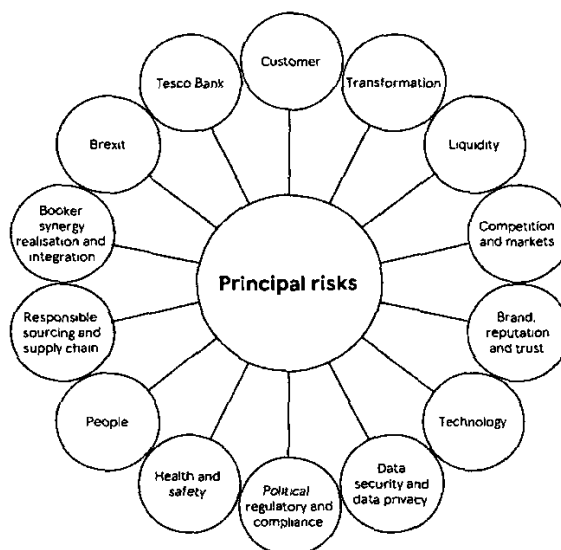 Customer
Transformation
Liquidity
Competition
and markets
Brand,
reputation
and trust
Technology
Data
security and
data privacy
Political
regulatory and
compliance
Health and
safety
People
Responsible
sourcing and
supply chain
Booker
synergy
realisation and
integration
Brexit
Tesco Bank
Principal risks